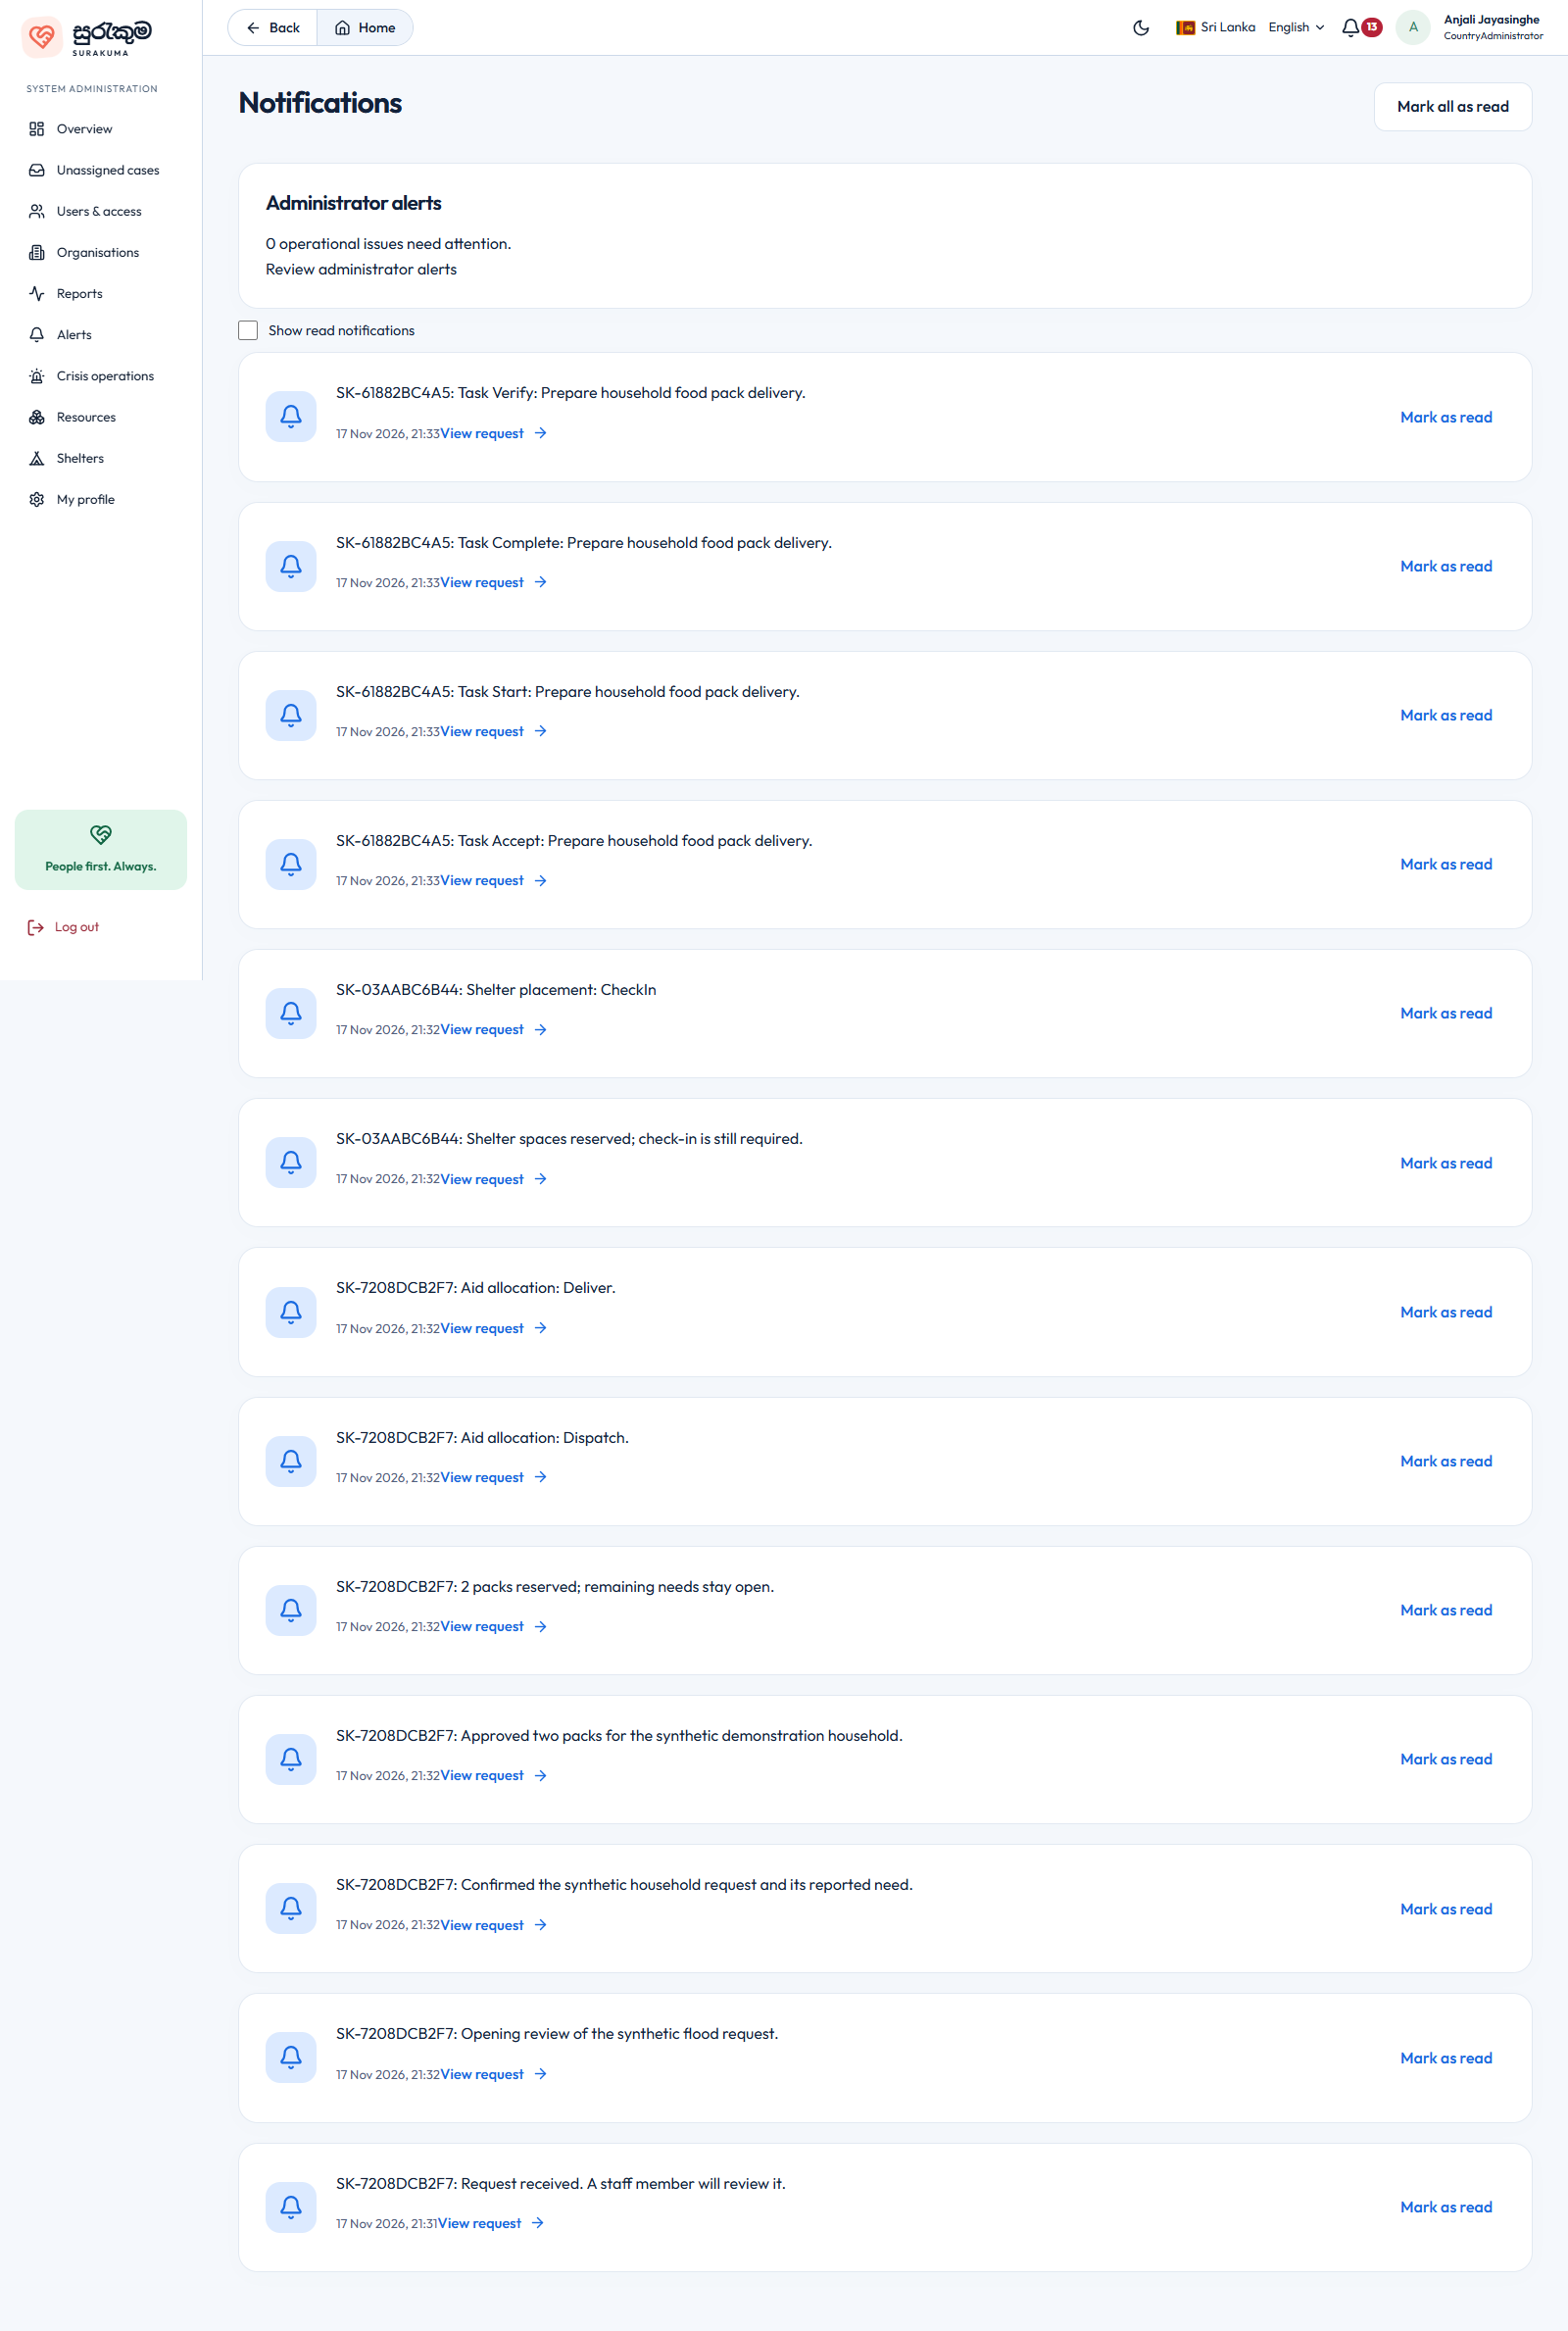 සුරැකුම
SURAKUMA
SYSTEM ADMINISTRATION
Overview
Unassigned cases
Users & access
Organisations
Reports
Alerts
Crisis operations
Resources
Shelters
My profile
People first. Always.
Log out
Back
Home
Sri Lanka
English
13
A
Anjali Jayasinghe
CountryAdministrator
Notifications
Mark all as read
Administrator alerts
0 operational issues need attention.
Review administrator alerts
Show read notifications
SK-61882BC4A5: Task Verify: Prepare household food pack delivery.
17 Nov 2026, 21:33View request
Mark as read
SK-61882BC4A5: Task Complete: Prepare household food pack delivery.
17 Nov 2026, 21:33View request
Mark as read
SK-61882BC4A5: Task Start: Prepare household food pack delivery.
17 Nov 2026, 21:33View request
Mark as read
SK-61882BC4A5: Task Accept: Prepare household food pack delivery.
17 Nov 2026, 21:33View request
Mark as read
SK-03AABC6B44: Shelter placement: CheckIn
17 Nov 2026, 21:32View request
Mark as read
SK-03AABC6B44: Shelter spaces reserved; check-in is still required.
17 Nov 2026, 21:32View request
Mark as read
SK-7208DCB2F7: Aid allocation: Deliver.
17 Nov 2026, 21:32View request
Mark as read
SK-7208DCB2F7: Aid allocation: Dispatch.
17 Nov 2026, 21:32View request
Mark as read
SK-7208DCB2F7: 2 packs reserved; remaining needs stay open.
17 Nov 2026, 21:32View request
Mark as read
SK-7208DCB2F7: Approved two packs for the synthetic demonstration household.
17 Nov 2026, 21:32View request
Mark as read
SK-7208DCB2F7: Confirmed the synthetic household request and its reported need.
17 Nov 2026, 21:32View request
Mark as read
SK-7208DCB2F7: Opening review of the synthetic flood request.
17 Nov 2026, 21:32View request
Mark as read
SK-7208DCB2F7: Request received. A staff member will review it.
17 Nov 2026, 21:31View request
Mark as read